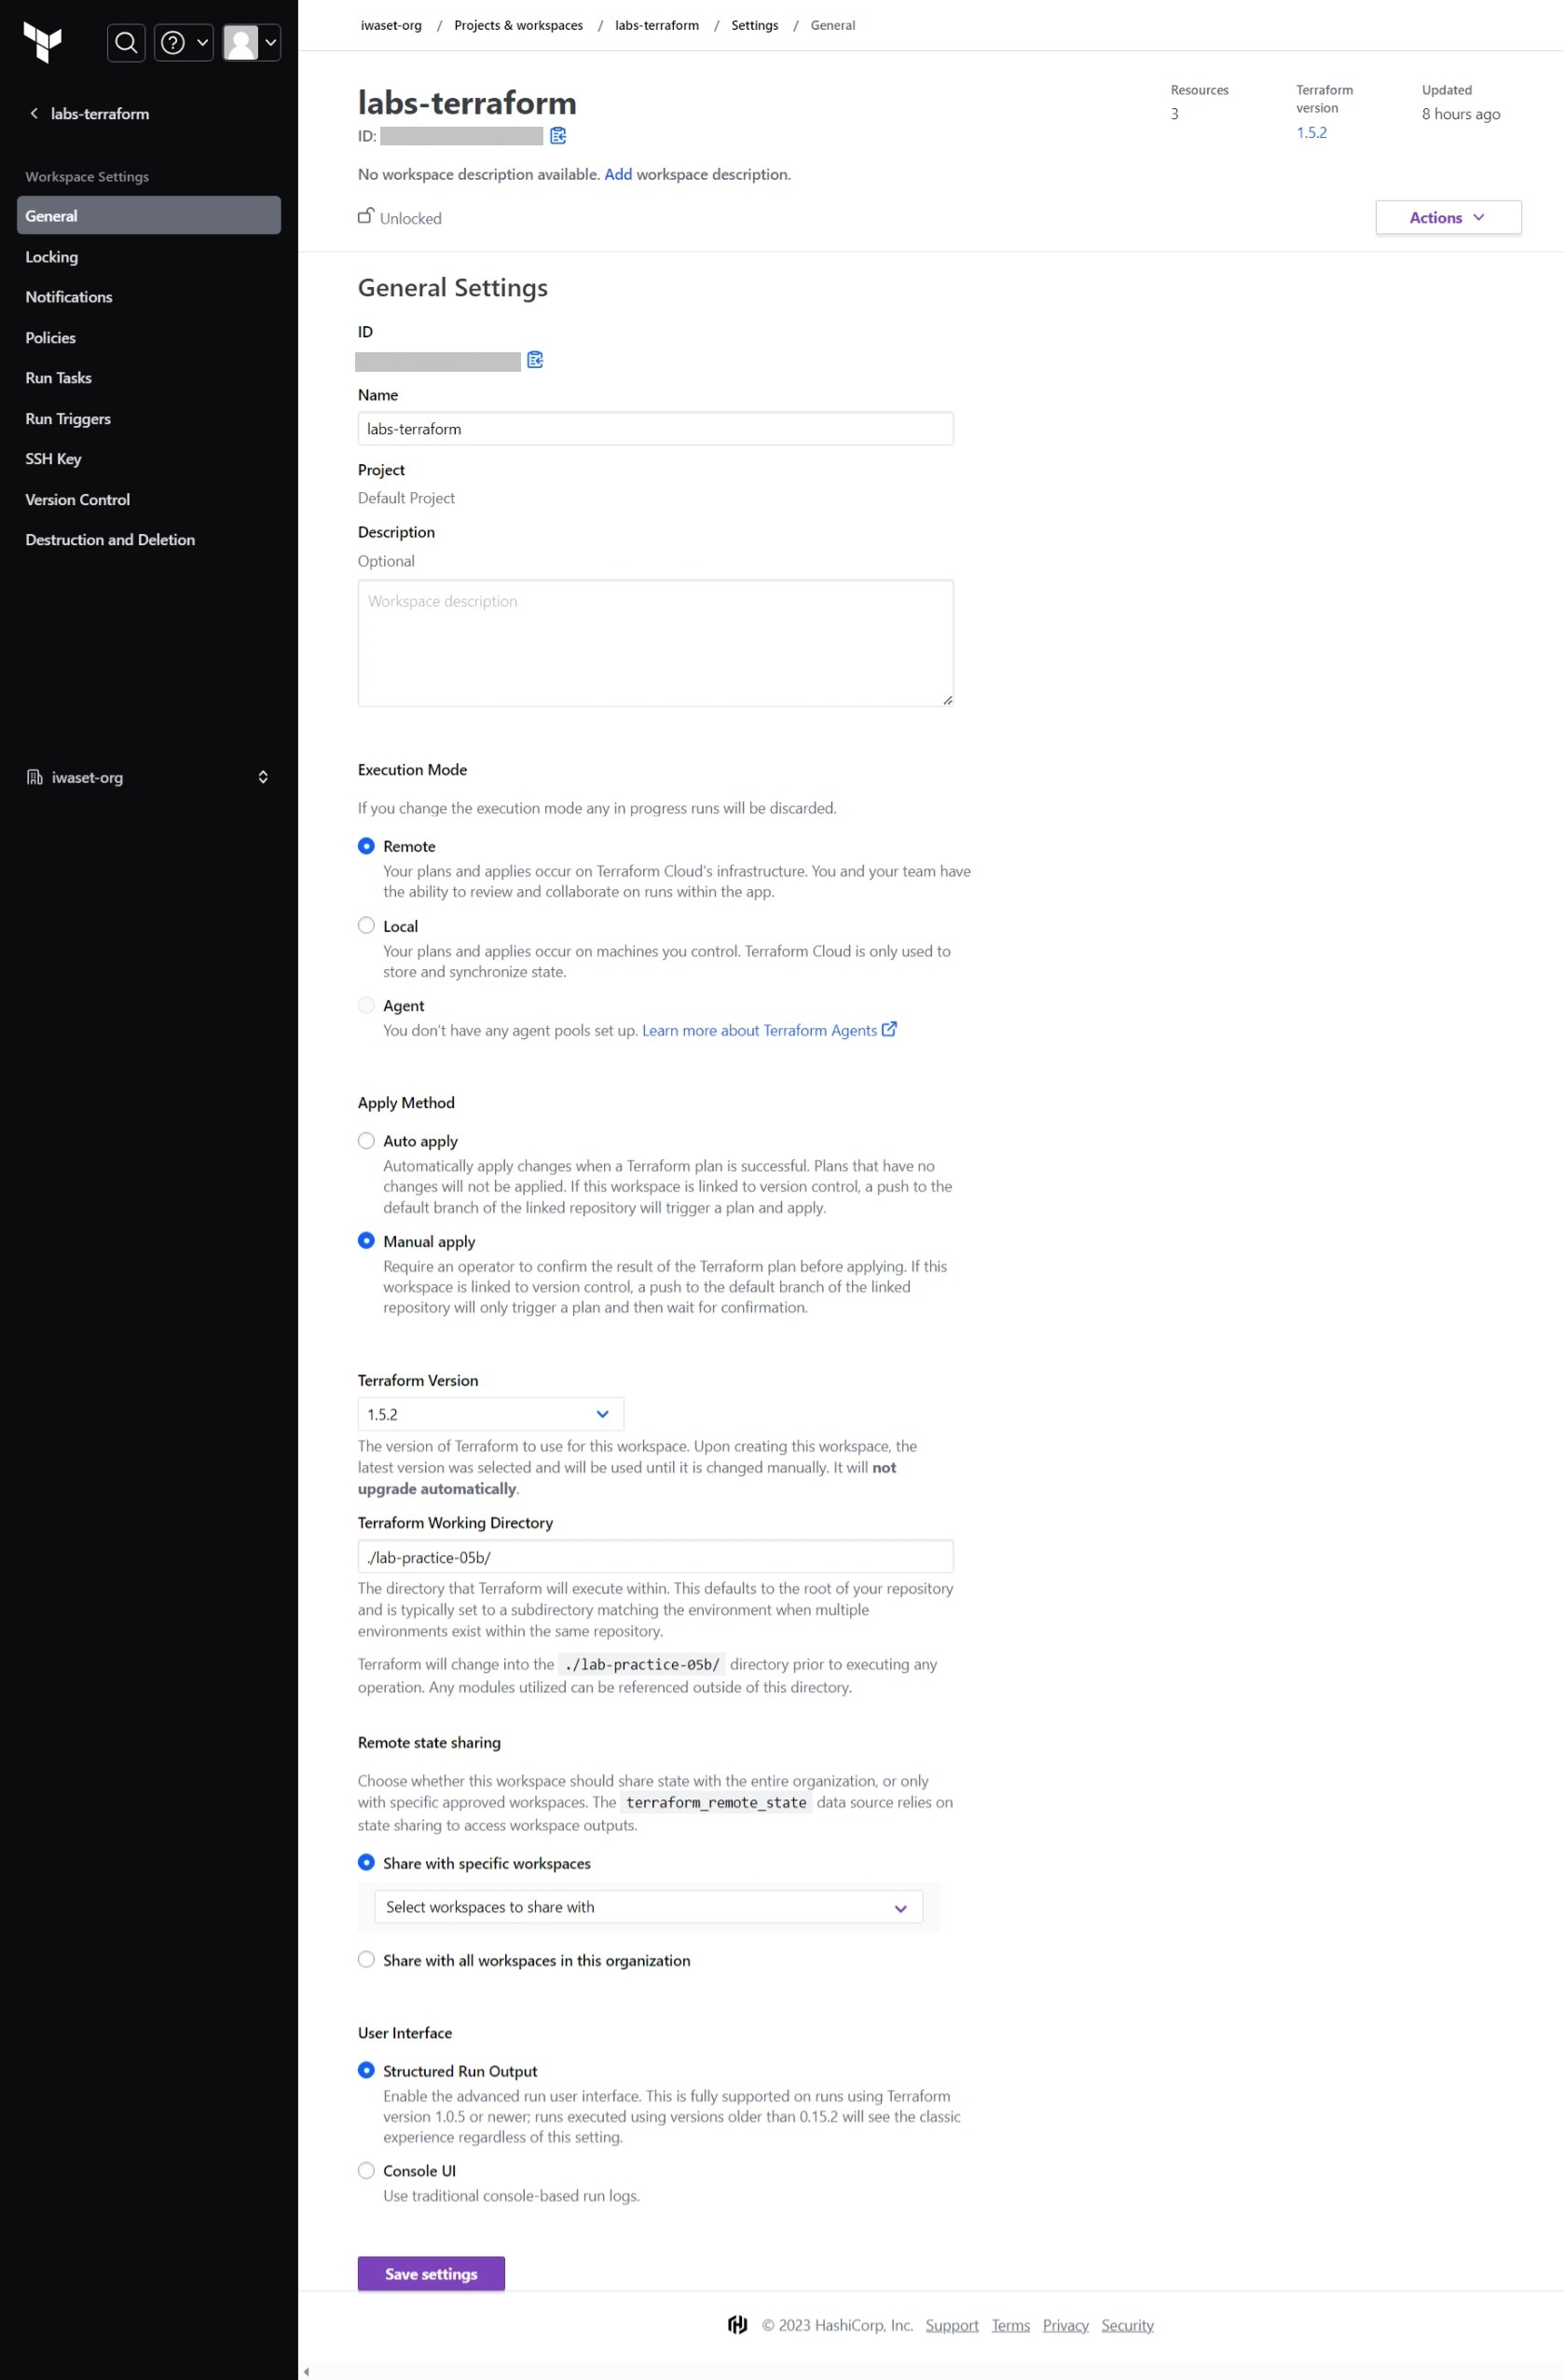 labs-terraform
Workspace Settings
General
Locking
Notifications
Policies
Run Tasks
Run Triggers
SSH Key
Version Control
Destruction and Deletion
iwaset-org
iwaset-org / Projects & workspaces / labs-terraform / Settings / General
labs-terraform
ID:
No workspace description available. Add workspace description.
Unlocked
Resources
3
Terraform
version
1.5.2
Updated
8 hours ago
Actions
General Settings
ID
Name
labs-terraform
Project
Default Project
Description
Optional
Workspace description
Execution Mode
If you change the execution mode any in progress runs will be discarded.
Remote
Your plans and applies occur on Terraform Cloud's infrastructure. You and your team have
the ability to review and collaborate on runs within the app.
Local
Your plans and applies occur on machines you control. Terraform Cloud is only used to
store and synchronize state.
Agent
You don't have any agent pools set up. Learn more about Terraform Agents
Apply Method
Auto apply
Automatically apply changes when a Terraform plan is successful. Plans that have no
changes will not be applied. If this workspace is linked to version control, a push to the
default branch of the linked repository will trigger a plan and apply.
Manual apply
Require an operator to confirm the result of the Terraform plan before applying. If this
workspace is linked to version control, a push to the default branch of the linked
repository will only trigger a plan and then wait for confirmation.
Terraform Version
1.5.2
The version of Terraform to use for this workspace. Upon creating this workspace, the
latest version was selected and will be used until it is changed manually. It will not
upgrade automatically.
Terraform Working Directory
./lab-practice-05b/
The directory that Terraform will execute within. This defaults to the root of your repository
and is typically set to a subdirectory matching the environment when multiple
environments exist within the same repository.
Terraform will change into the ./lab-practice-05b/ directory prior to executing any
operation. Any modules utilized can be referenced outside of this directory.
Remote state sharing
Choose whether this workspace should share state with the entire organization, or only
with specific approved workspaces. The terraform_remote_state data source relies on
state sharing to access workspace outputs.
Share with specific workspaces
Select workspaces to share with
Share with all workspaces in this organization
User Interface
Structured Run Output
Enable the advanced run user interface. This is fully supported on runs using Terraform
version 1.0.5 or newer; runs executed using versions older than 0.15.2 will see the classic
experience regardless of this setting.
Console UI
Use traditional console-based run logs.
Save settings
© 2023 HashiCorp, Inc. Support Terms Privacy Security